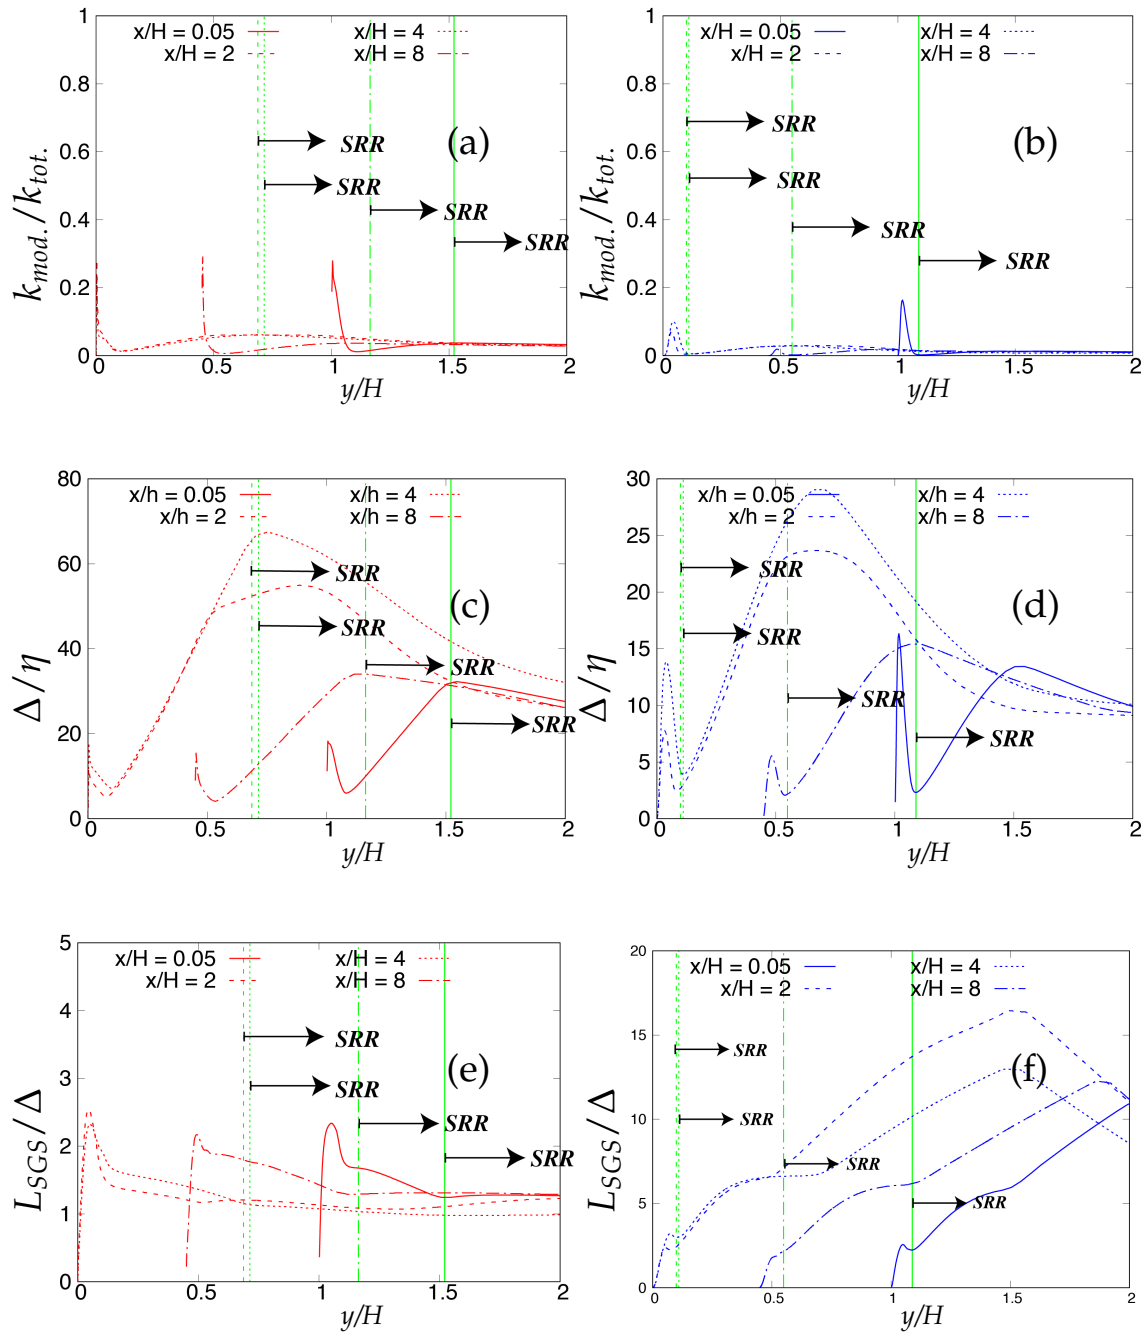 x/H = 0.05
x/H = 2
x/H = 4
x/H = 8
SRR
SRR
SRR
SRR
(a)
k_mod./k_tot.
1
0.8
0.6
0.4
0.2
0
0 0.5 1 1.5 2
y/H
x/H = 0.05
x/H = 2
x/H = 4
x/H = 8
SRR
SRR
SRR
SRR
(b)
k_mod./k_tot.
1
0.8
0.6
0.4
0.2
0
0 0.5 1 1.5 2
y/H
x/h = 0.05
x/h = 2
x/h = 4
x/h = 8
SRR
SRR
SRR
SRR
(c)
Δ/η
80
60
40
20
0
0 0.5 1 1.5 2
y/H
x/h = 0.05
x/h = 2
x/h = 4
x/h = 8
SRR
SRR
SRR
SRR
(d)
Δ/η
30
25
20
15
10
5
0
0 0.5 1 1.5 2
y/H
x/H = 0.05
x/H = 2
x/H = 4
x/H = 8
SRR
SRR
SRR
SRR
(e)
L_SGS/Δ
5
4
3
2
1
0
0 0.5 1 1.5 2
y/H
x/H = 0.05
x/H = 2
x/H = 4
x/H = 8
SRR
SRR
SRR
SRR
(f)
L_SGS/Δ
20
15
10
5
0
0 0.5 1 1.5 2
y/H